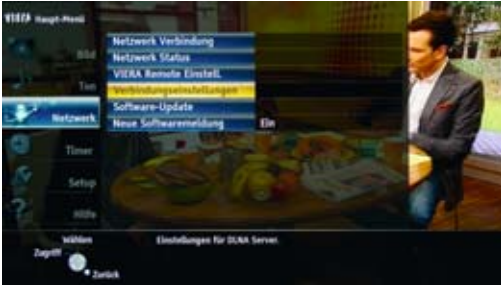 VIERA Haupt-Menü
Bild
Ton
Netzwerk
Timer
Setup
Hilfe
Netzwerk Verbindung
Netzwerk Status
VIERA Remote Einstell.
Verbindungseinstellungen
Software-Update
Neue Softwaremeldung Ein
Wählen
Zugriff
Zurück
Einstellungen für DLNA Server.